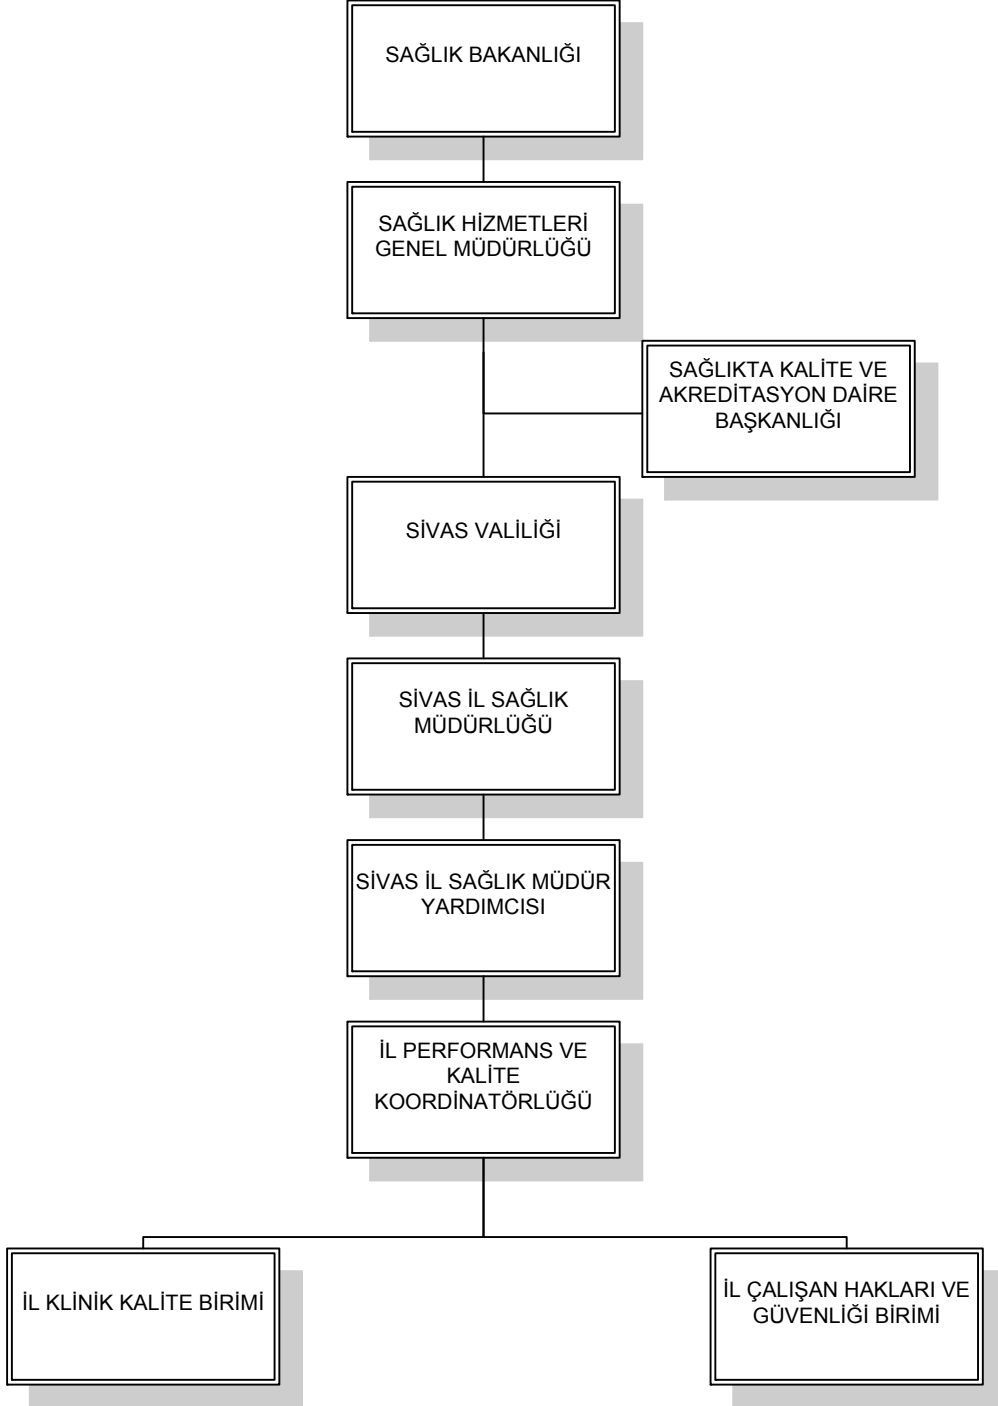 SAĞLIK BAKANLIĞI
SAĞLIK HİZMETLERİ
GENEL MÜDÜRLÜĞÜ
SAĞLIKTA KALİTE VE
AKREDİTASYON DAİRE
BAŞKANLIĞI
SİVAS VALİLİĞİ
SİVAS İL SAĞLIK
MÜDÜRLÜĞÜ
SİVAS İL SAĞLIK MÜDÜR
YARDIMCISI
İL PERFORMANS VE
KALİTE
KOORDİNATÖRLÜĞÜ
İL KLİNİK KALİTE BİRİMİ
İL ÇALIŞAN HAKLARI VE
GÜVENLİĞİ BİRİMİ